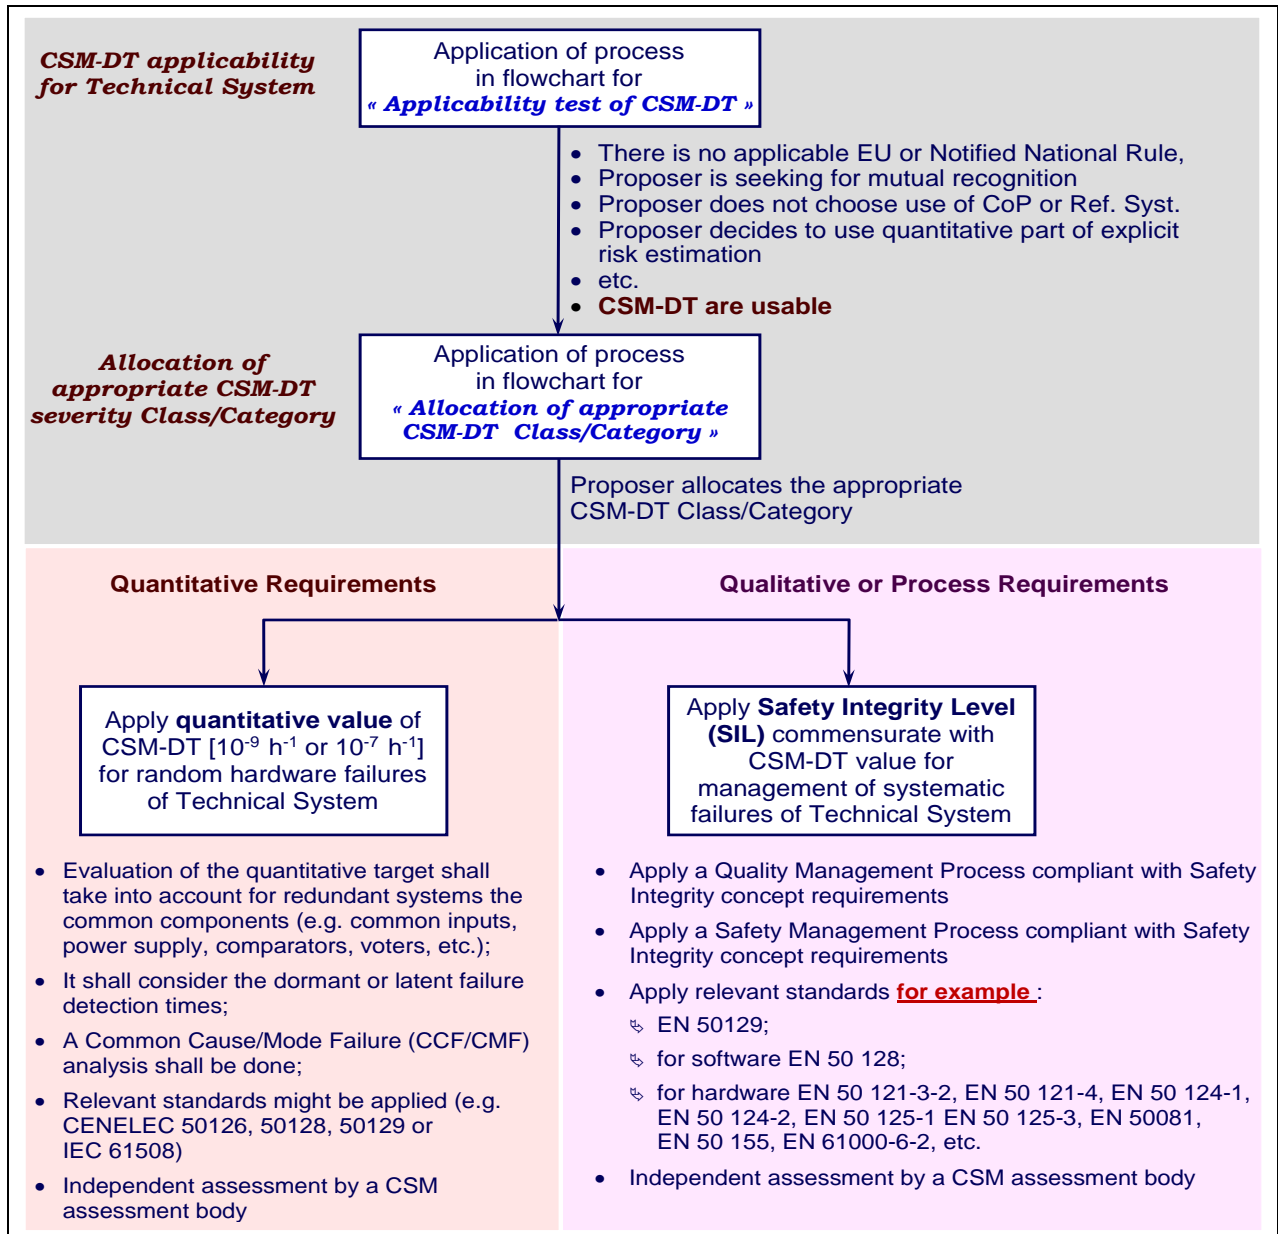 CSM-DT applicability
for Technical System
Application of process
in flowchart for
« Applicability test of CSM-DT »
• There is no applicable EU or Notified National Rule,
• Proposer is seeking for mutual recognition
• Proposer does not choose use of CoP or Ref. Syst.
• Proposer decides to use quantitative part of explicit
risk estimation
• etc.
• CSM-DT are usable
Allocation of
appropriate CSM-DT
severity Class/Category
Application of process
in flowchart for
« Allocation of appropriate
CSM-DT Class/Category »
Proposer allocates the appropriate
CSM-DT Class/Category
Quantitative Requirements
Apply quantitative value of
CSM-DT [10⁻⁹ h⁻¹ or 10⁻⁷ h⁻¹]
for random hardware failures
of Technical System
• Evaluation of the quantitative target shall
take into account for redundant systems the
common components (e.g. common inputs,
power supply, comparators, voters, etc.);
• It shall consider the dormant or latent failure
detection times;
• A Common Cause/Mode Failure (CCF/CMF)
analysis shall be done;
• Relevant standards might be applied (e.g.
CENELEC 50126, 50128, 50129 or
IEC 61508)
• Independent assessment by a CSM
assessment body
Qualitative or Process Requirements
Apply Safety Integrity Level
(SIL) commensurate with
CSM-DT value for
management of systematic
failures of Technical System
• Apply a Quality Management Process compliant with Safety
Integrity concept requirements
• Apply a Safety Management Process compliant with Safety
Integrity concept requirements
• Apply relevant standards for example :
↳ EN 50129;
↳ for software EN 50 128;
↳ for hardware EN 50 121-3-2, EN 50 121-4, EN 50 124-1,
EN 50 124-2, EN 50 125-1 EN 50 125-3, EN 50081,
EN 50 155, EN 61000-6-2, etc.
• Independent assessment by a CSM assessment body